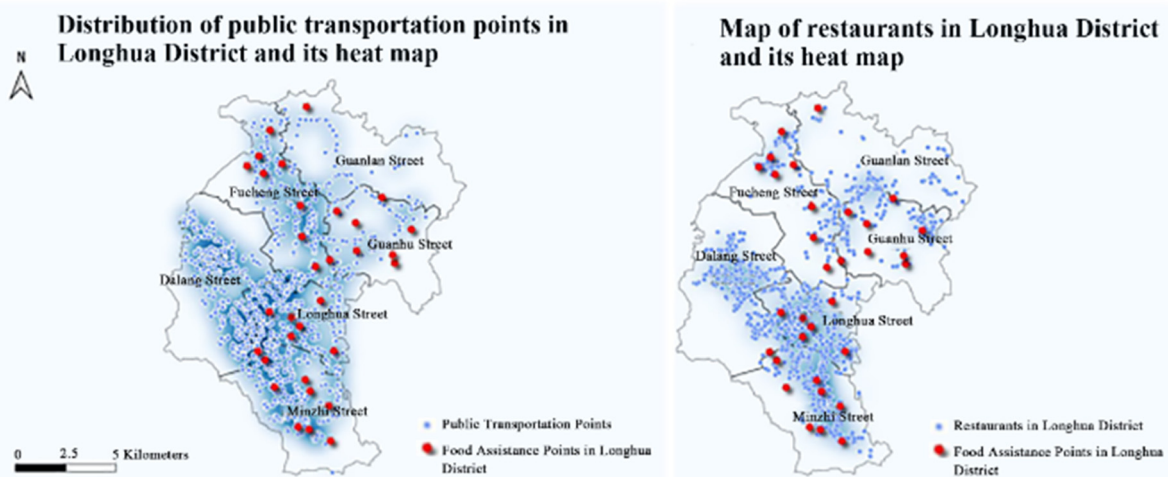 Distribution of public transportation points in
Longhua District and its heat map
N
Guanlan Street
Fucheng Street
Guanhu Street
Dalang Street
Longhua Street
Minzhi Street
Public Transportation Points
Food Assistance Points in Longhua
District
0 2.5 5 Kilometers
Map of restaurants in Longhua District
and its heat map
Guanlan Street
Fucheng Street
Guanhu Street
Dalang Street
Longhua Street
Minzhi Street
Restaurants in Longhua District
Food Assistance Points in Longhua
District